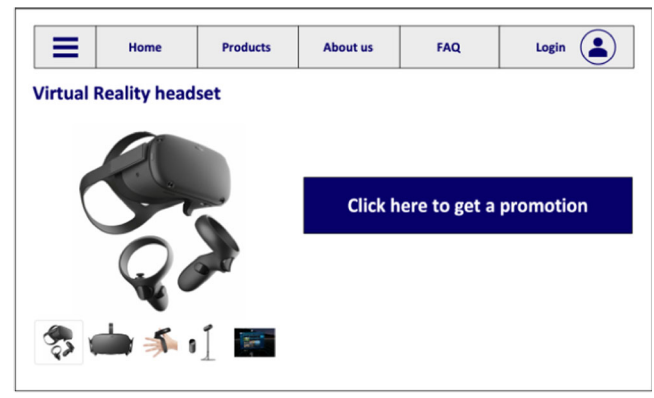 Home Products About us FAQ Login
Virtual Reality headset
Click here to get a promotion